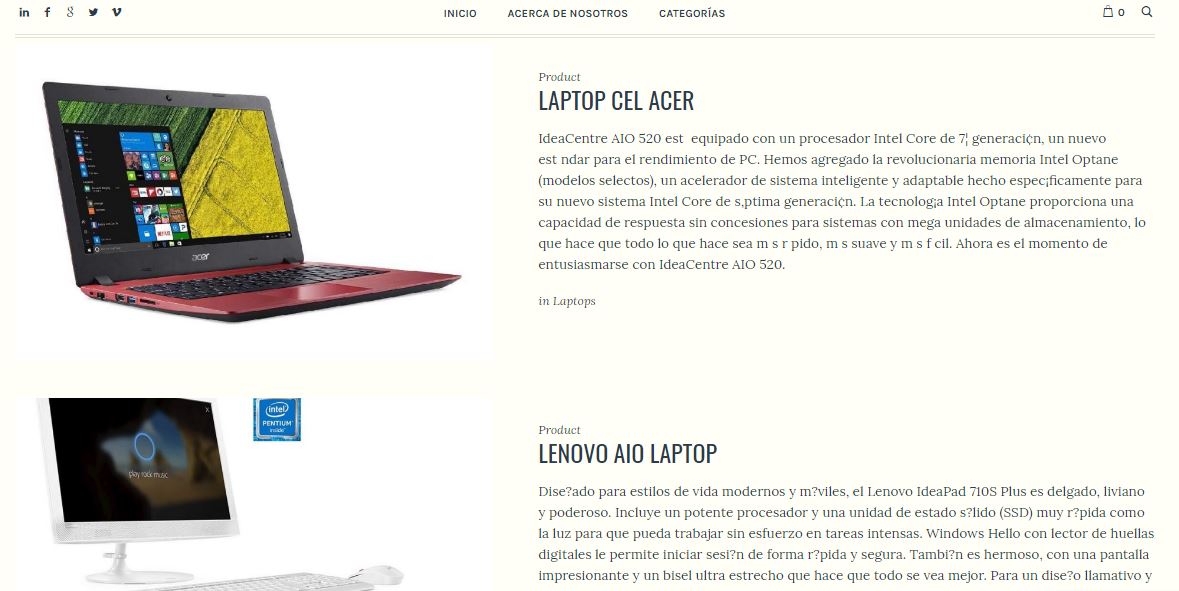 INICIO ACERCA DE NOSOTROS CATEGORÍAS 0
Product
LAPTOP CEL ACER
IdeaCentre AIO 520 est  equipado con un procesador Intel Core de 7¦ generaci¢n, un nuevo
est ndar para el rendimiento de PC. Hemos agregado la revolucionaria memoria Intel Optane
(modelos selectos), un acelerador de sistema inteligente y adaptable hecho espec¡ficamente para
su nuevo sistema Intel Core de s‚ptima generaci¢n. La tecnolog¡a Intel Optane proporciona una
capacidad de respuesta sin concesiones para sistemas con mega unidades de almacenamiento, lo
que hace que todo lo que hace sea m s r pido, m s suave y m s f cil. Ahora es el momento de
entusiasmarse con IdeaCentre AIO 520.
in Laptops
acer
Product
LENOVO AIO LAPTOP
Dise?ado para estilos de vida modernos y m?viles, el Lenovo IdeaPad 710S Plus es delgado, liviano
y poderoso. Incluye un potente procesador y una unidad de estado s?lido (SSD) muy r?pida como
la luz para que pueda trabajar sin esfuerzo en tareas intensas. Windows Hello con lector de huellas
digitales le permite iniciar sesi?n de forma r?pida y segura. Tambi?n es hermoso, con una pantalla
impresionante y un bisel ultra estrecho que hace que todo se vea mejor. Para un dise?o llamativo y
intel
PENTIUM
inside
play rock music